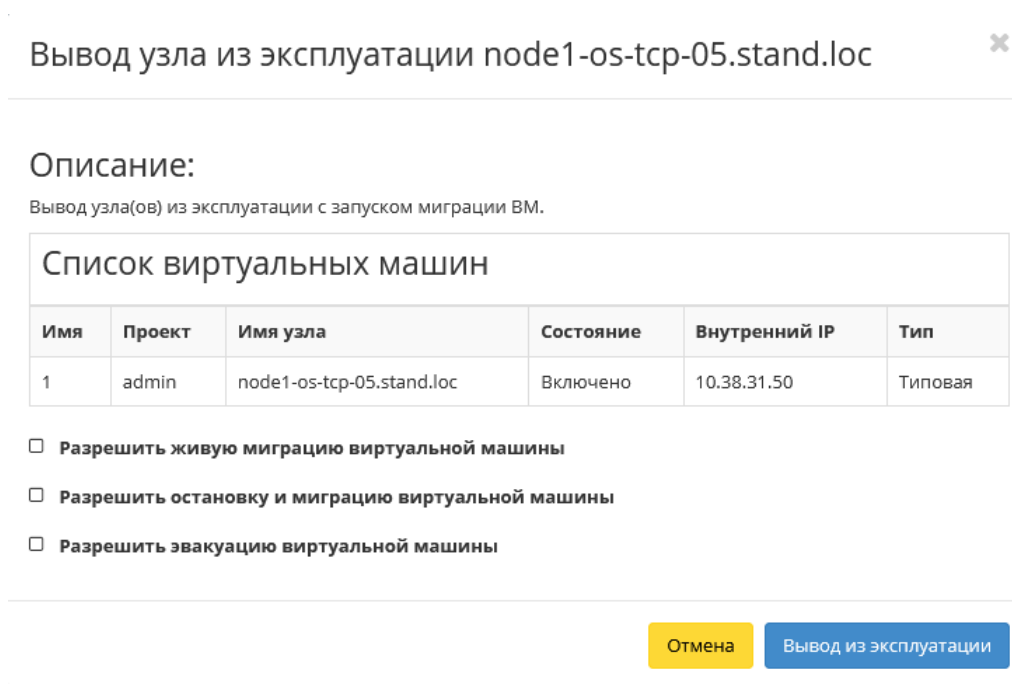 Вывод узла из эксплуатации node1-os-tcp-05.stand.loc
Описание:
Вывод узла(ов) из эксплуатации с запуском миграции ВМ.
Список виртуальных машин
Имя Проект Имя узла Состояние Внутренний IP Тип
1 admin node1-os-tcp-05.stand.loc Включено 10.38.31.50 Типовая
Разрешить живую миграцию виртуальной машины
Разрешить остановку и миграцию виртуальной машины
Разрешить эвакуацию виртуальной машины
Отмена Вывод из эксплуатации